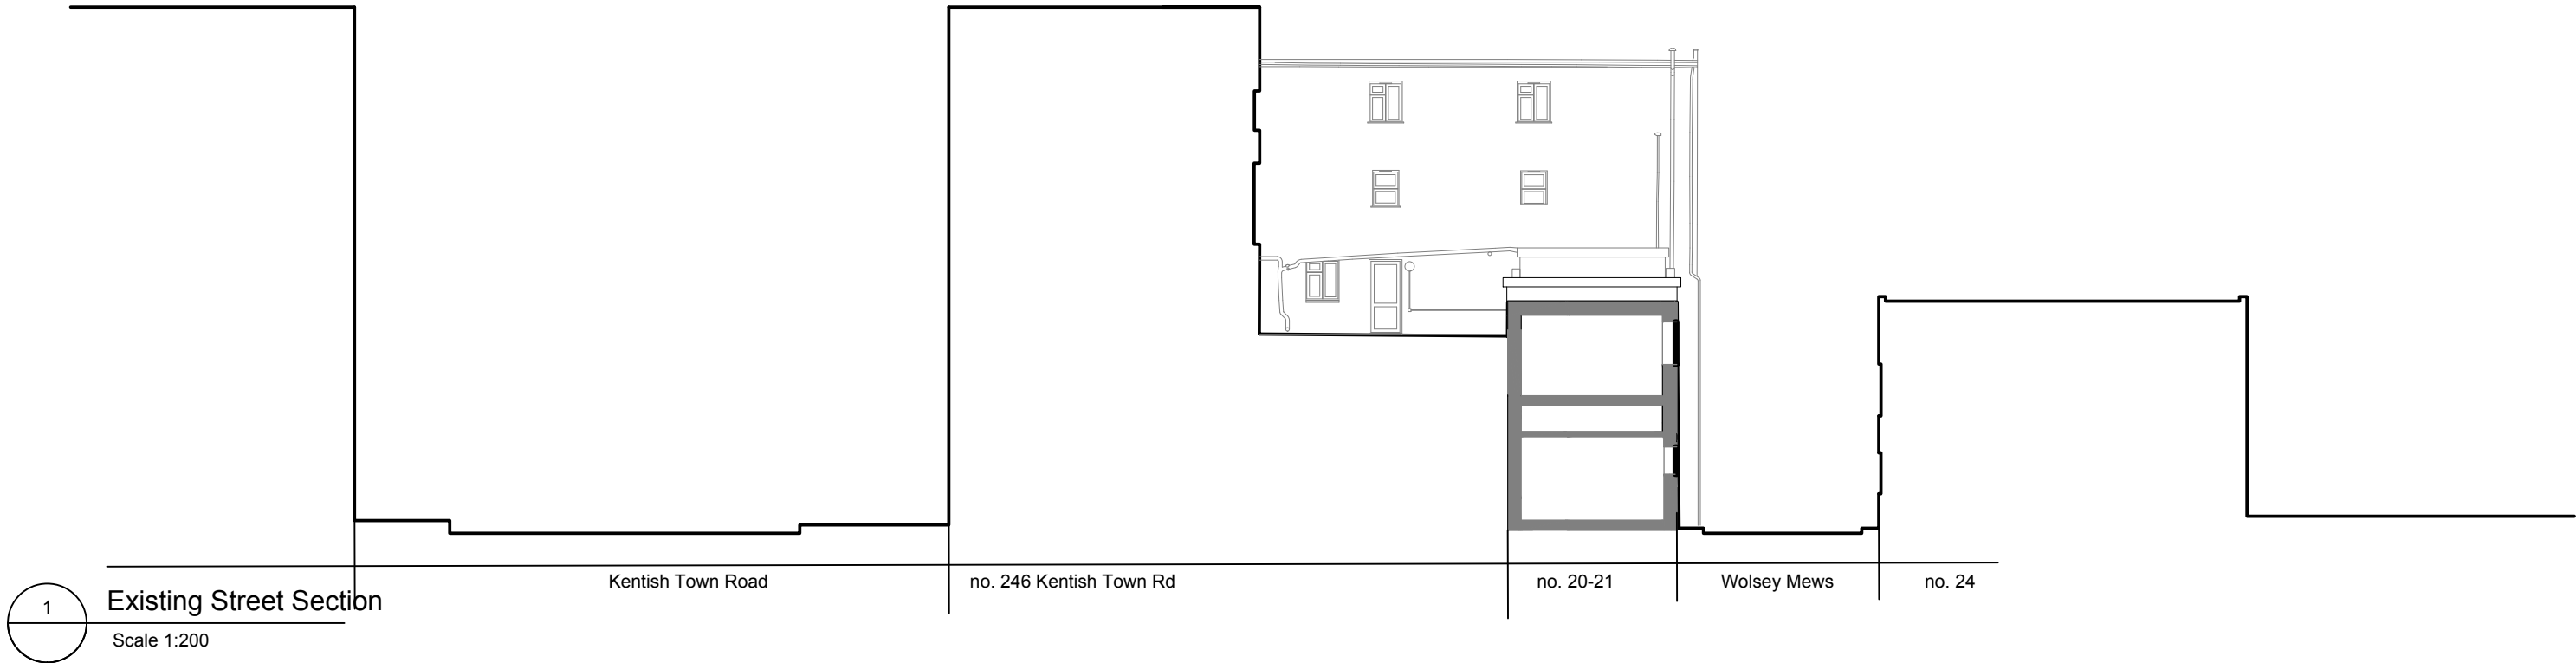 Kentish Town Road
no. 246 Kentish Town Rd
no. 20-21
Wolsey Mews
no. 24
1
Existing Street Section
Scale 1:200